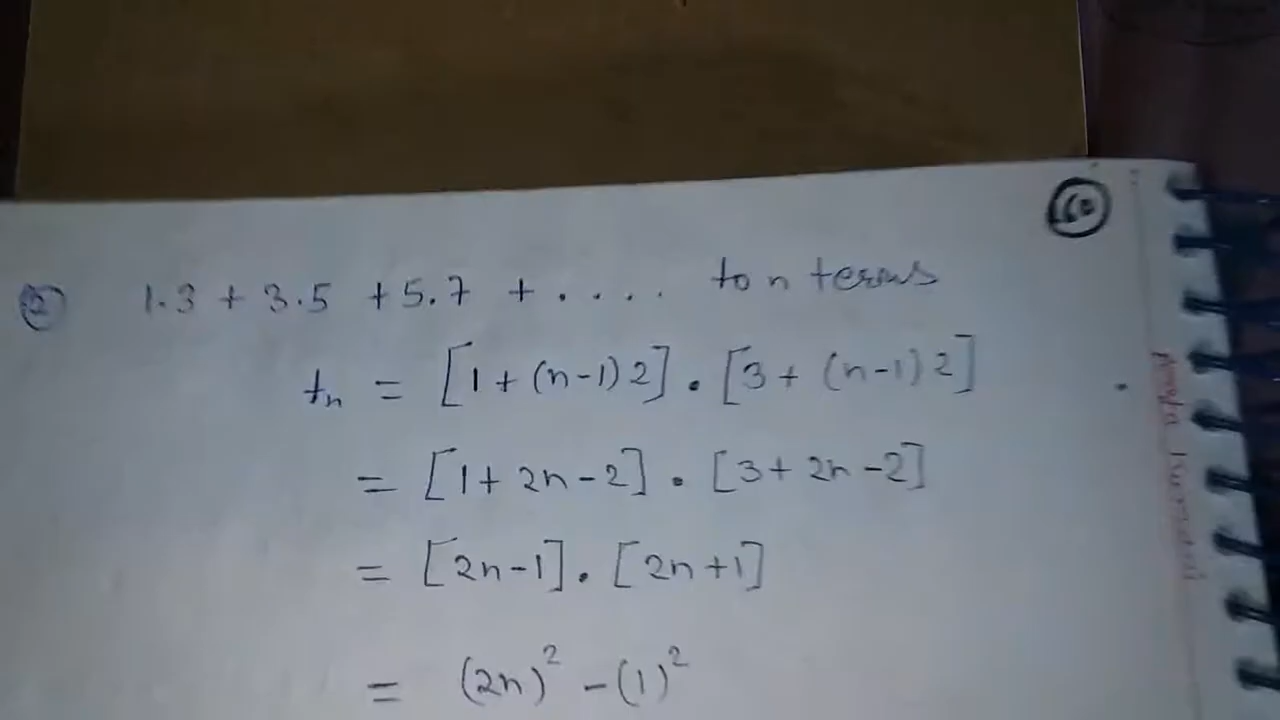 60
2 1.3 + 3.5 + 5.7 + . . . . to n terms
tn = [1 + (n-1) 2] . [3 + (n-1) 2]
= [1 + 2n - 2] . [3 + 2n - 2]
= [2n - 1] . [2n + 1]
= (2n)² - (1)²